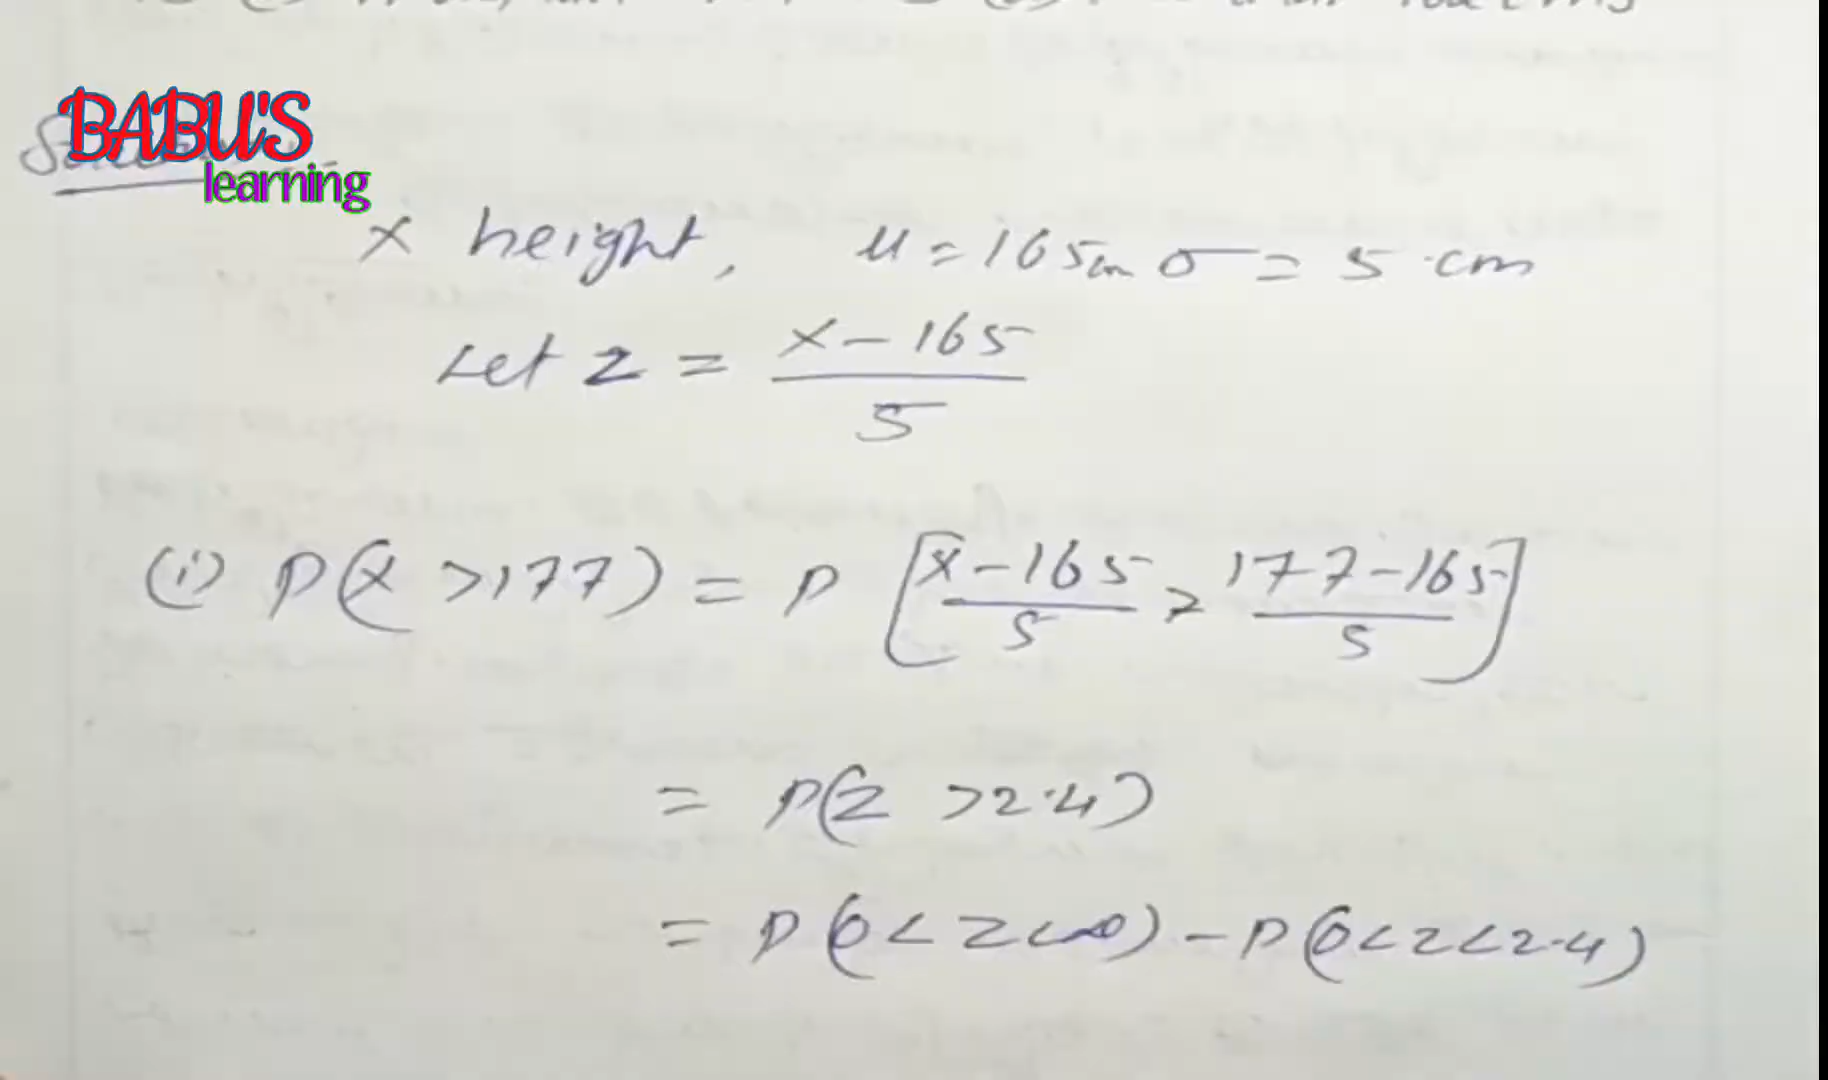 BABU'S
learning
x height, μ = 165cm σ = 5 cm
Let z = (x - 165) / 5
(i) P(x > 177) = P [(x - 165) / 5 > (177 - 165) / 5]
= P(z > 2.4)
= P(0 < z < ∞) - P(0 < z < 2.4)